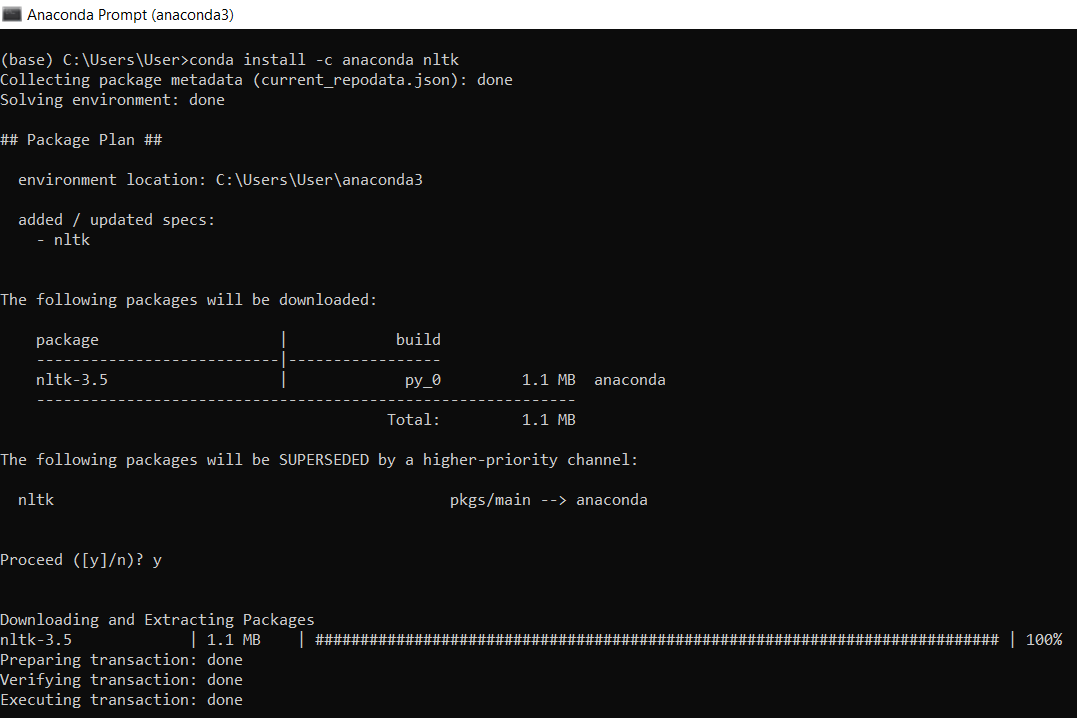 Anaconda Prompt (anaconda3)
(base) C:\Users\User>conda install -c anaconda nltk
Collecting package metadata (current_repodata.json): done
Solving environment: done
## Package Plan ##
environment location: C:\Users\User\anaconda3
added / updated specs:
- nltk
The following packages will be downloaded:
package | build
---------------------------|-----------------
nltk-3.5 | py_0 1.1 MB anaconda
------------------------------------------------------------
Total: 1.1 MB
The following packages will be SUPERSEDED by a higher-priority channel:
nltk pkgs/main --> anaconda
Proceed ([y]/n)? y
Downloading and Extracting Packages
nltk-3.5 | 1.1 MB | ############################################################################ | 100%
Preparing transaction: done
Verifying transaction: done
Executing transaction: done